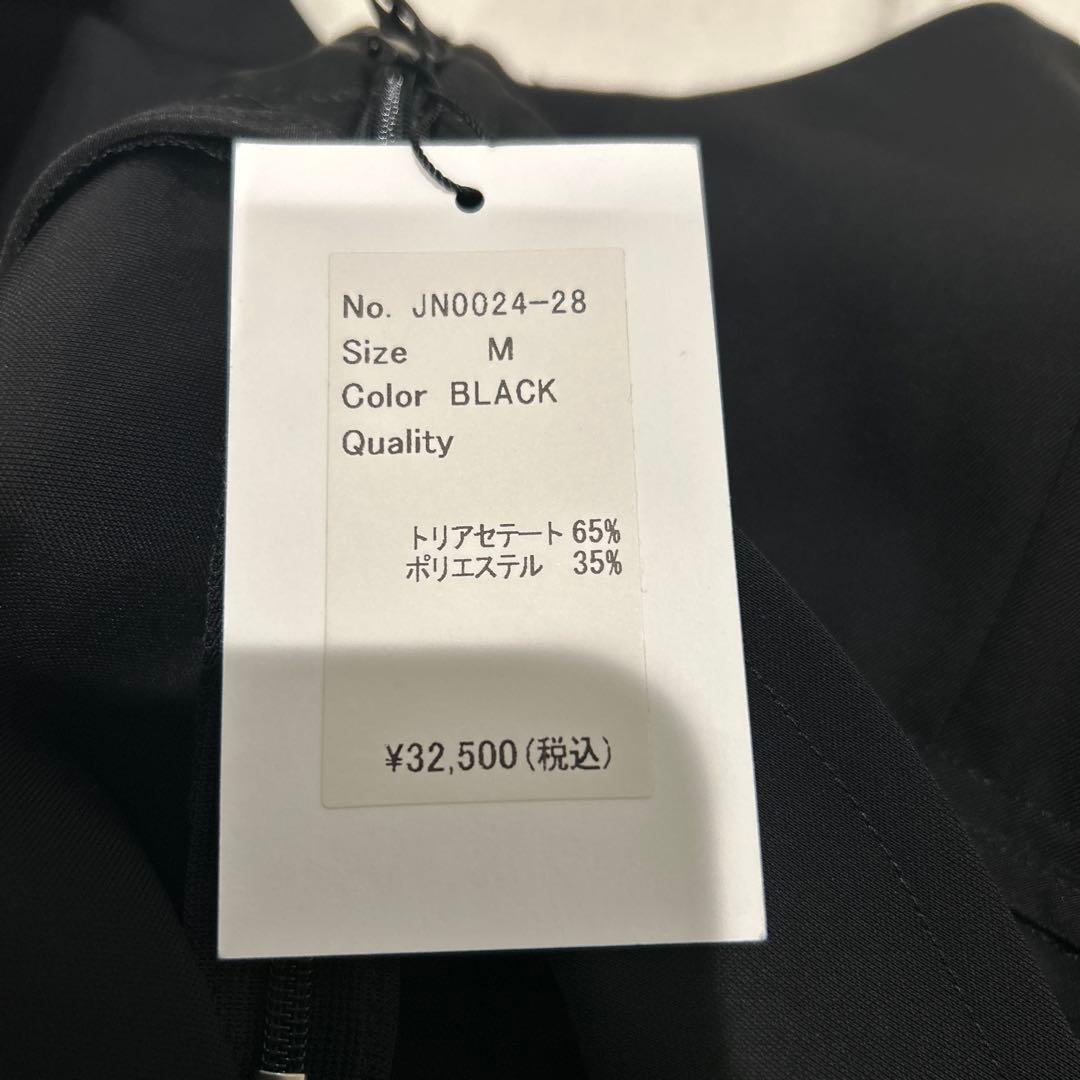 No. JN0024-28
Size M
Color BLACK
Quality
トリアセテート 65%
ポリエステル 35%
¥32,500(税込)